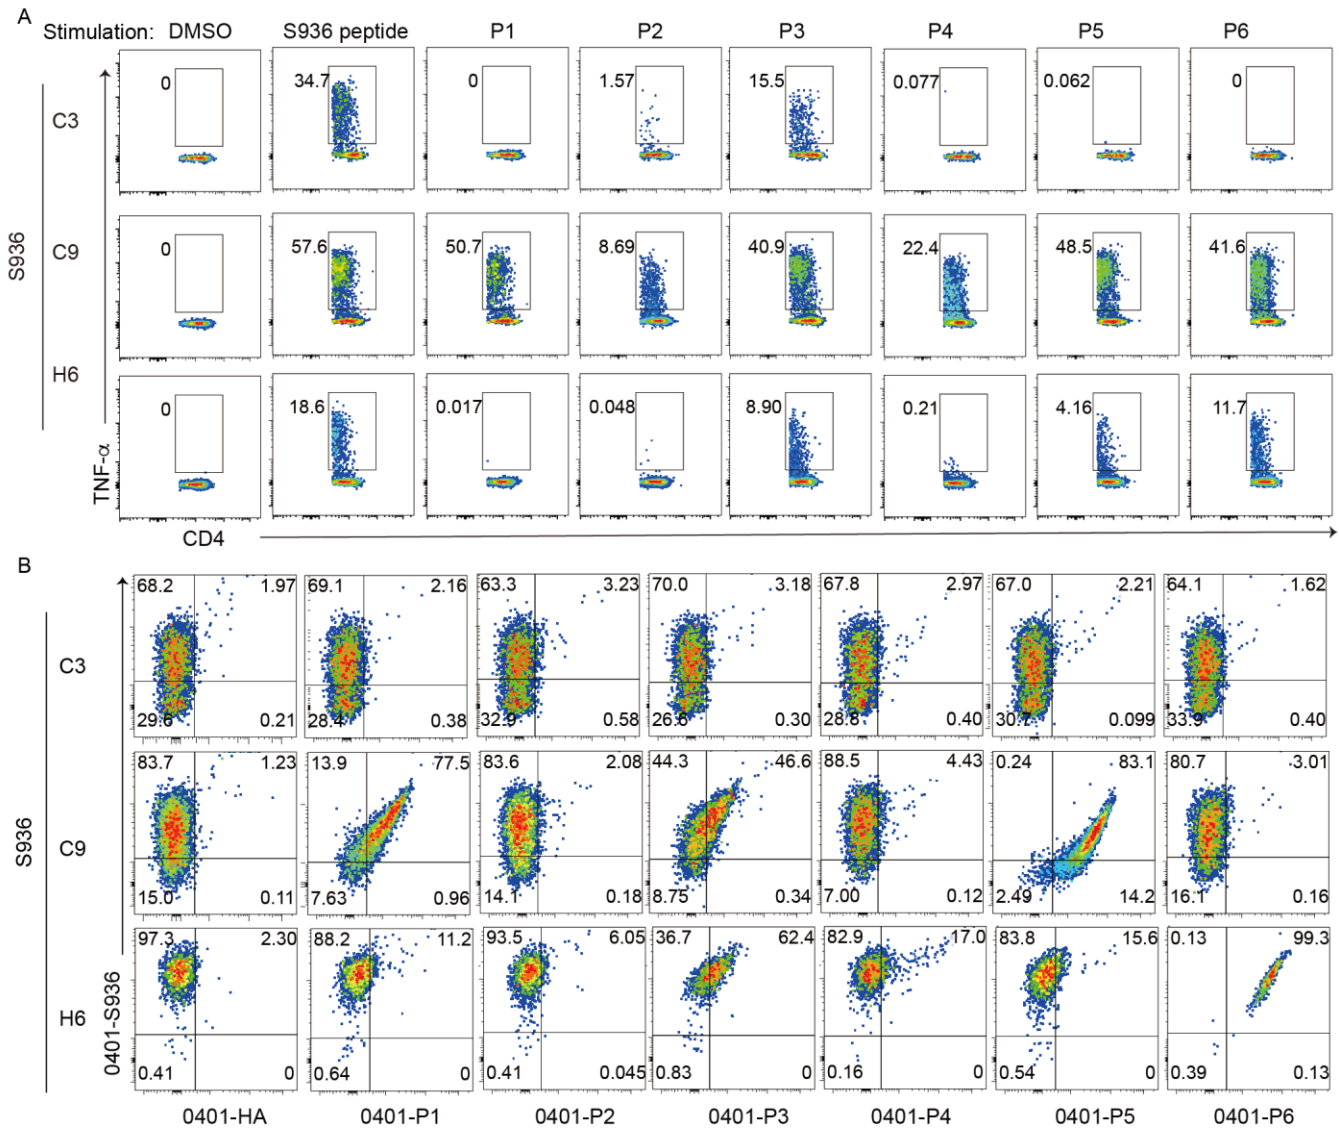 A
Stimulation: DMSO S936 peptide P1 P2 P3 P4 P5 P6
S936
TNF-α
C3
0 34.7 0 1.57 15.5 0.077 0.062 0
C9
0 57.6 50.7 8.69 40.9 22.4 48.5 41.6
H6
0 18.6 0.017 0.048 8.90 0.21 4.16 11.7
CD4
B
S936
0401-S936
C3
68.2 1.97 69.1 2.16 63.3 3.23 70.0 3.18 67.8 2.97 67.0 2.21 64.1 1.62
29.6 0.21 28.4 0.38 32.9 0.58 26.6 0.30 28.8 0.40 30.7 0.099 33.9 0.40
C9
83.7 1.23 13.9 77.5 83.6 2.08 44.3 46.6 88.5 4.43 0.24 83.1 80.7 3.01
15.0 0.11 7.63 0.96 14.1 0.18 8.75 0.34 7.00 0.12 2.49 14.2 16.1 0.16
H6
97.3 2.30 88.2 11.2 93.5 6.05 36.7 62.4 82.9 17.0 83.8 15.6 0.13 99.3
0.41 0 0.64 0 0.41 0.045 0.83 0 0.16 0 0.54 0 0.39 0.13
0401-HA 0401-P1 0401-P2 0401-P3 0401-P4 0401-P5 0401-P6